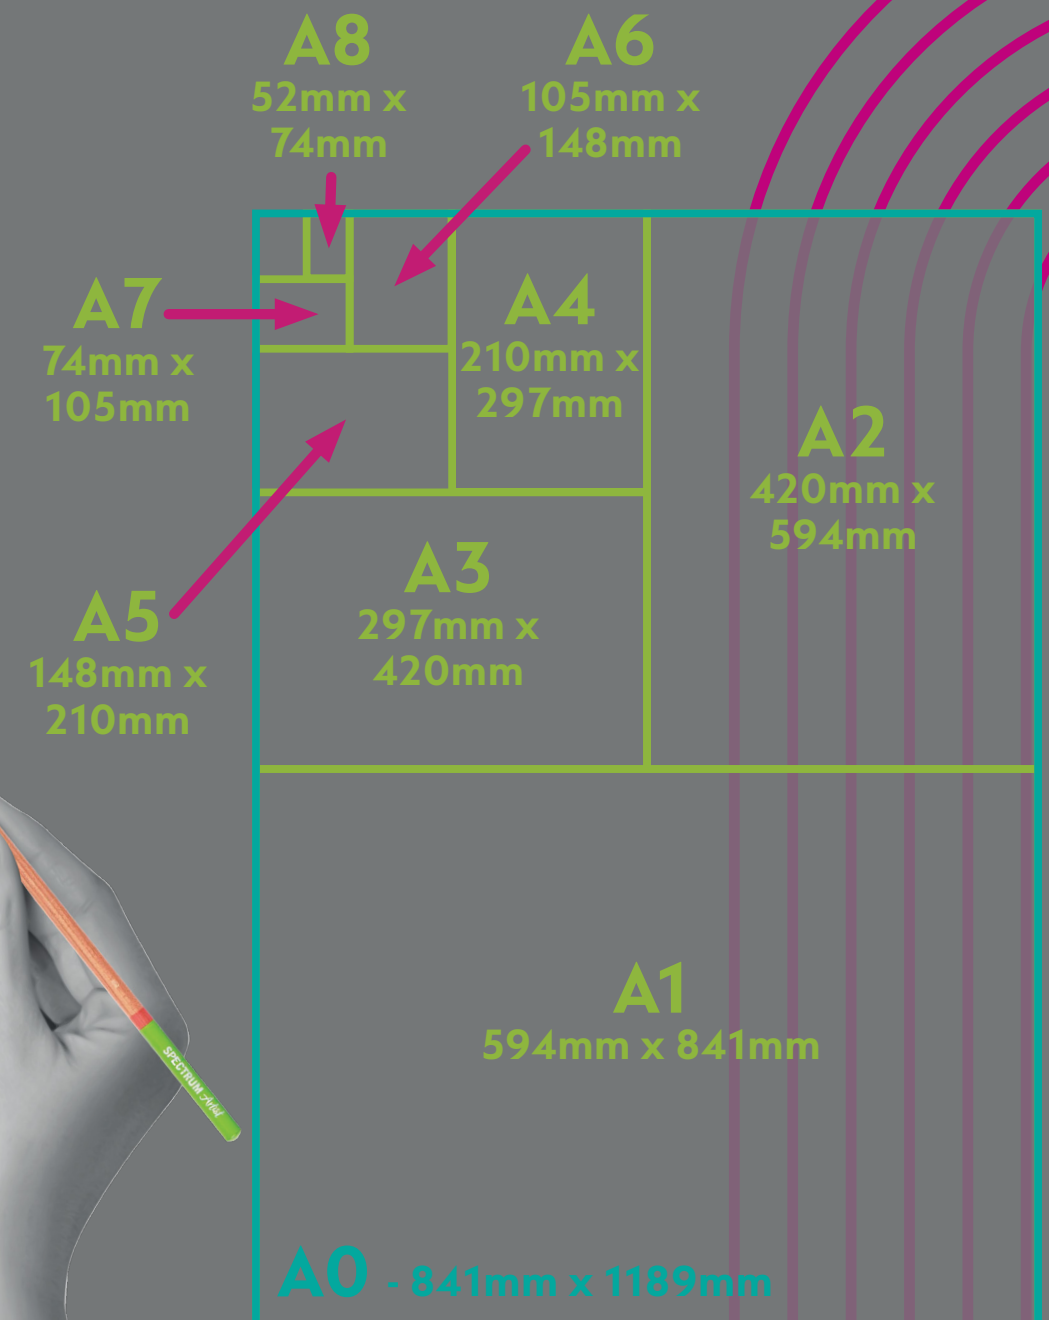 A8
52mm x
74mm
A6
105mm x
148mm
A7
74mm x
105mm
A4
210mm x
297mm
A2
420mm x
594mm
A5
148mm x
210mm
A3
297mm x
420mm
A1
594mm x 841mm
SPECTRUM Artist
A0 - 841mm x 1189mm